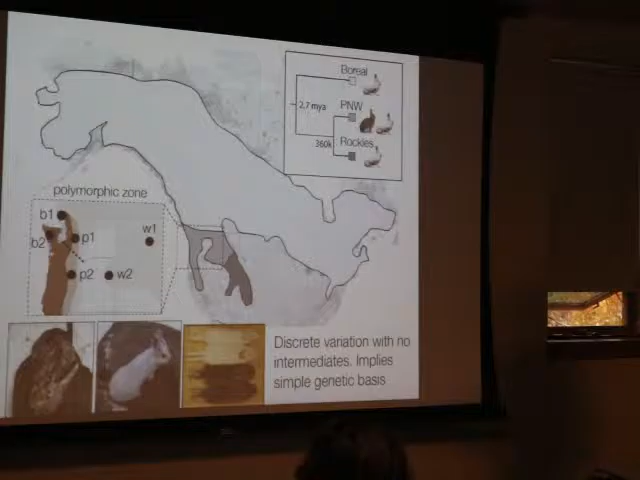 Boreal
2.7 mya
PNW
360k
Rockies
polymorphic zone
b1
b2
p1
w1
p2
w2
Discrete variation with no
intermediates. Implies
simple genetic basis